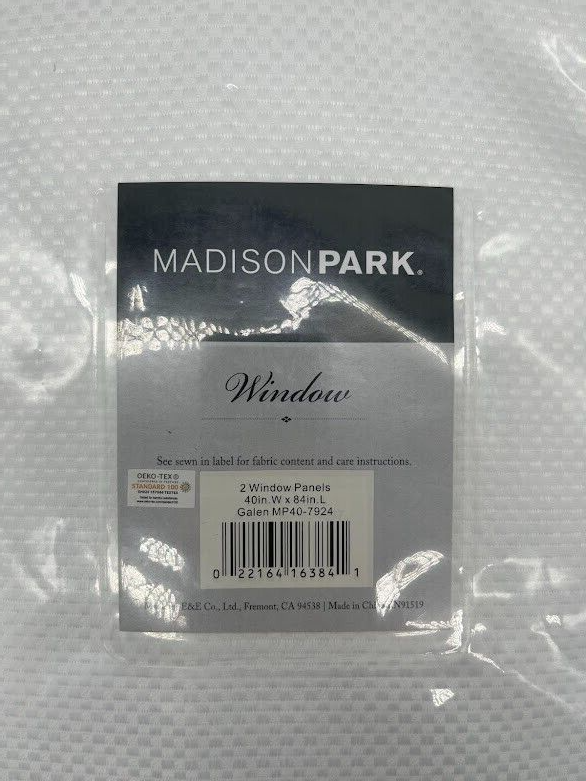 MADISONPARK®
Window
See sewn in label for fabric content and care instructions.
OEKO-TEX®
STANDARD 100
2 Window Panels
40in.W x 84in.L
Galen MP40-7924
0 22164 16384 1
E&E Co., Ltd., Fremont, CA 94538 | Made in N91519